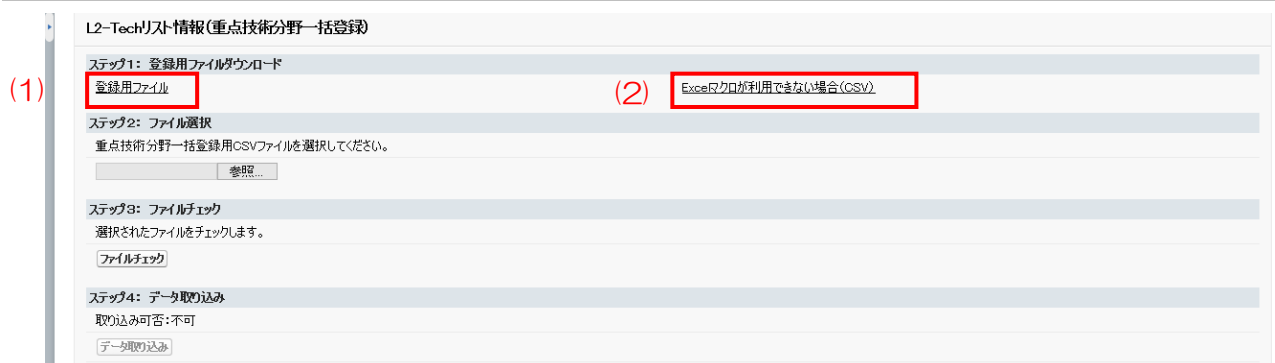 L2-Techリスト情報(重点技術分野一括登録)
ステップ1: 登録用ファイルダウンロード
(1) 登録用ファイル (2) Excelマクロが利用できない場合(CSV)
ステップ2: ファイル選択
重点技術分野一括登録用CSVファイルを選択してください。
参照...
ステップ3: ファイルチェック
選択されたファイルをチェックします。
ファイルチェック
ステップ4: データ取り込み
取り込み可否:不可
データ取り込み